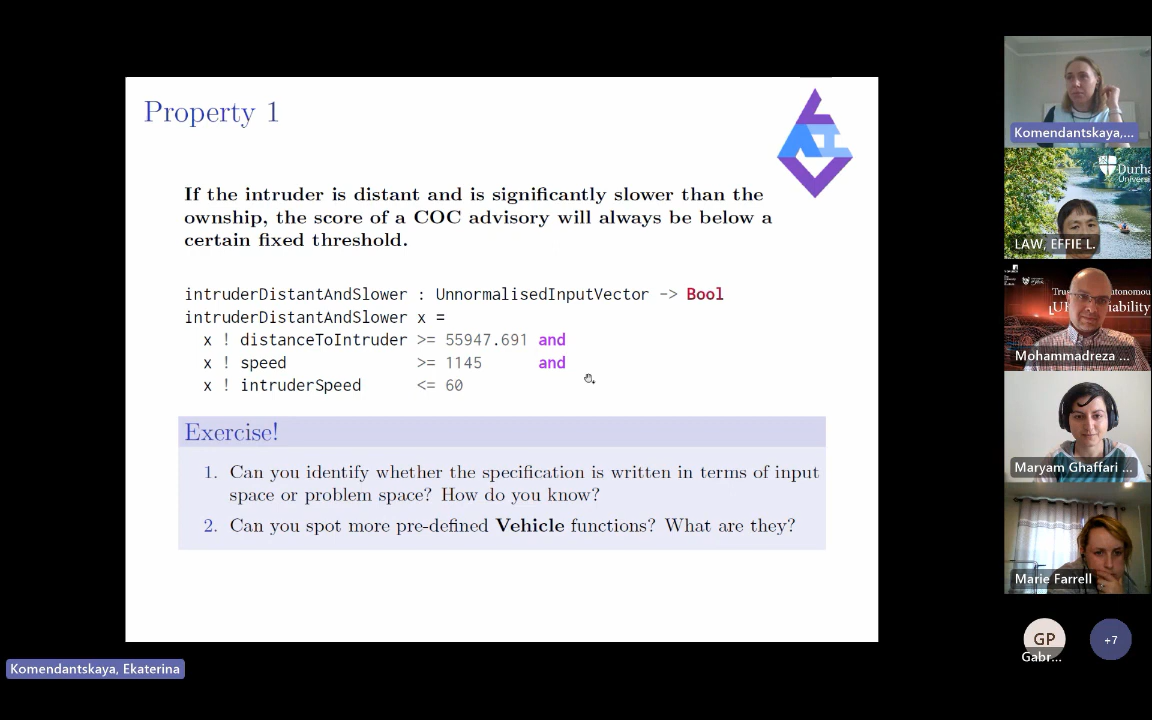 Property 1
If the intruder is distant and is significantly slower than the
ownship, the score of a COC advisory will always be below a
certain fixed threshold.
intruderDistantAndSlower : UnnormalisedInputVector -> Bool
intruderDistantAndSlower x =
x ! distanceToIntruder >= 55947.691 and
x ! speed >= 1145 and
x ! intruderSpeed <= 60
Exercise!
1. Can you identify whether the specification is written in terms of input
space or problem space? How do you know?
2. Can you spot more pre-defined Vehicle functions? What are they?
Komendantskaya, Ekaterina
Komendantskaya,...
LAW, EFFIE L.
Mohammadreza ...
Maryam Ghaffari ...
Marie Farrell
GP
Gabr...
+7